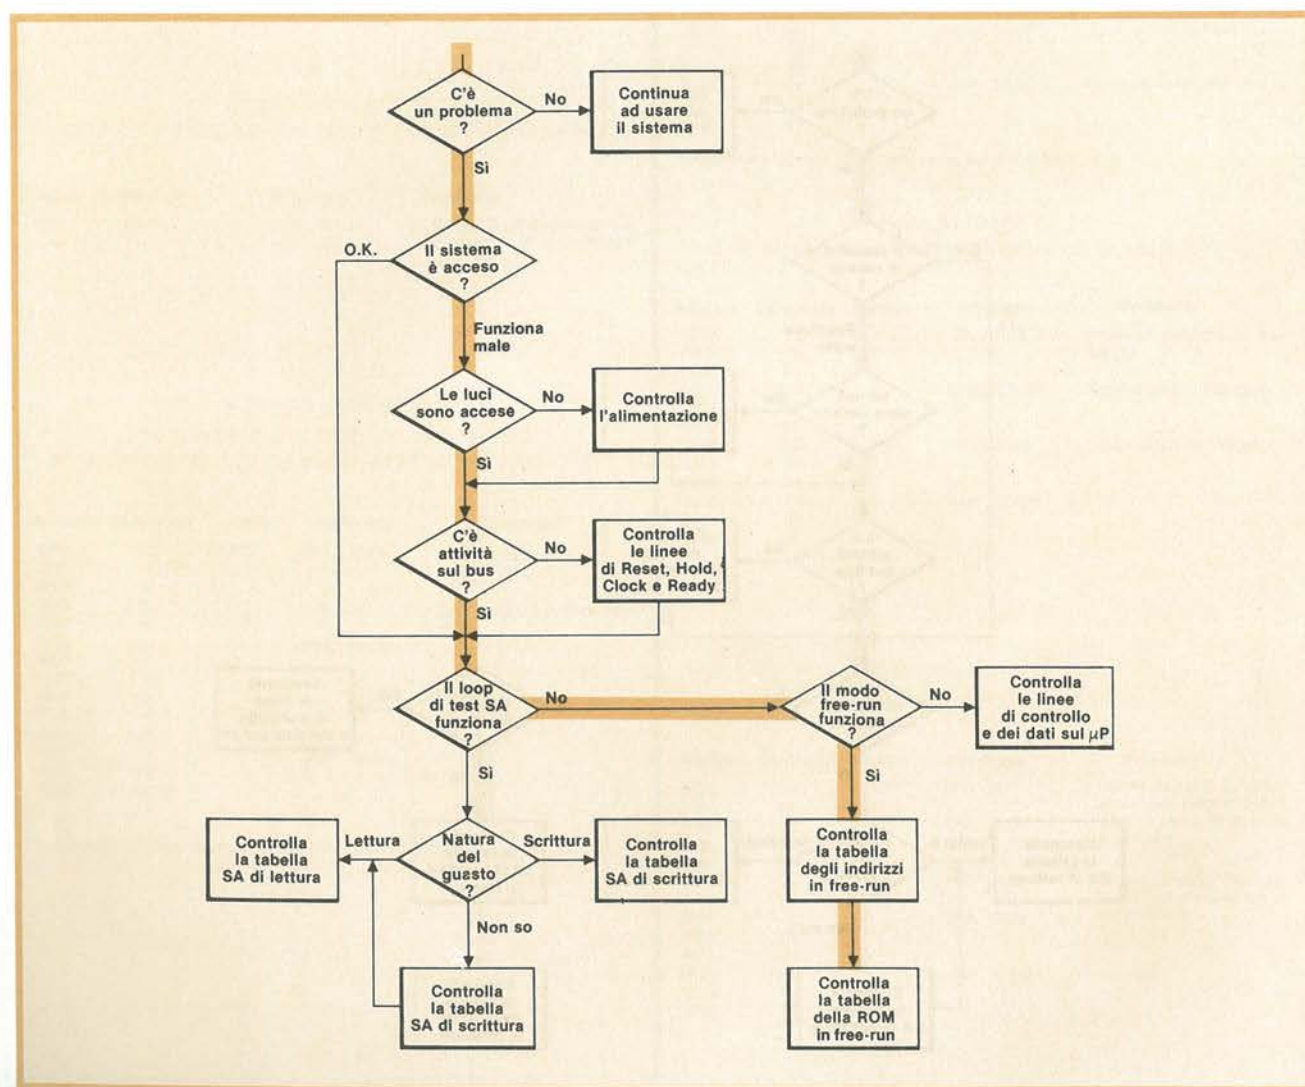 C'è
un problema
?
No
Continua
ad usare
il sistema
Sì
O.K.
Il sistema
è acceso
?
Funziona
male
Le luci
sono accese
?
No
Controlla
l'alimentazione
Sì
C'è
attività
sul bus
?
No
Controlla
le linee
di Reset, Hold,
Clock e Ready
Sì
Il loop
di test SA
funziona
?
No
Il modo
free-run
funziona
?
No
Controlla
le linee
di controllo
e dei dati sul µP
Sì
Sì
Controlla
la tabella
SA di lettura
Lettura
Natura
del
guasto
?
Scrittura
Controlla
la tabella
SA di scrittura
Controlla
la tabella
degli indirizzi
in free-run
Non so
Controlla
la tabella
SA di scrittura
Controlla
la tabella
della ROM
in free-run